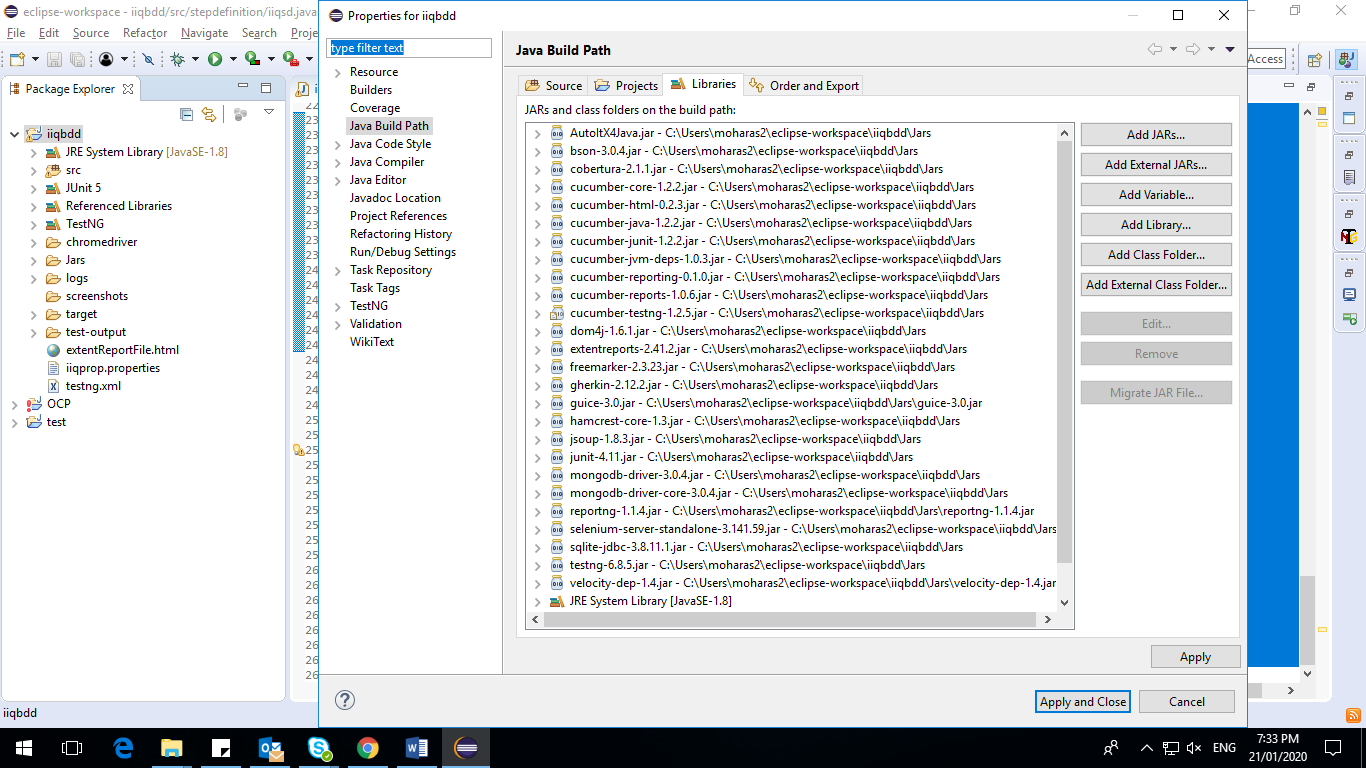 eclipse-workspace - iiqbdd/src/stepdefinition/iiqsd.java
File Edit Source Refactor Navigate Search Proje
Access
Package Explorer
iiqbdd
JRE System Library [JavaSE-1.8]
src
JUnit 5
Referenced Libraries
TestNG
chromedriver
Jars
logs
screenshots
target
test-output
extentReportFile.html
iiqprop.properties
testng.xml
OCP
test
Properties for iiqbdd
type filter text
Resource
Builders
Coverage
Java Build Path
Java Code Style
Java Compiler
Java Editor
Javadoc Location
Project References
Refactoring History
Run/Debug Settings
Task Repository
Task Tags
TestNG
Validation
WikiText
Java Build Path
Source Projects Libraries Order and Export
JARs and class folders on the build path:
AutoItX4Java.jar - C:\Users\moharas2\eclipse-workspace\iiqbdd\Jars
bson-3.0.4.jar - C:\Users\moharas2\eclipse-workspace\iiqbdd\Jars
cobertura-2.1.1.jar - C:\Users\moharas2\eclipse-workspace\iiqbdd\Jars
cucumber-core-1.2.2.jar - C:\Users\moharas2\eclipse-workspace\iiqbdd\Jars
cucumber-html-0.2.3.jar - C:\Users\moharas2\eclipse-workspace\iiqbdd\Jars
cucumber-java-1.2.2.jar - C:\Users\moharas2\eclipse-workspace\iiqbdd\Jars
cucumber-junit-1.2.2.jar - C:\Users\moharas2\eclipse-workspace\iiqbdd\Jars
cucumber-jvm-deps-1.0.3.jar - C:\Users\moharas2\eclipse-workspace\iiqbdd\Jars
cucumber-reporting-0.1.0.jar - C:\Users\moharas2\eclipse-workspace\iiqbdd\Jars
cucumber-reports-1.0.6.jar - C:\Users\moharas2\eclipse-workspace\iiqbdd\Jars
cucumber-testng-1.2.5.jar - C:\Users\moharas2\eclipse-workspace\iiqbdd\Jars
dom4j-1.6.1.jar - C:\Users\moharas2\eclipse-workspace\iiqbdd\Jars
extentreports-2.41.2.jar - C:\Users\moharas2\eclipse-workspace\iiqbdd\Jars
freemarker-2.3.23.jar - C:\Users\moharas2\eclipse-workspace\iiqbdd\Jars
gherkin-2.12.2.jar - C:\Users\moharas2\eclipse-workspace\iiqbdd\Jars
guice-3.0.jar - C:\Users\moharas2\eclipse-workspace\iiqbdd\Jars\guice-3.0.jar
hamcrest-core-1.3.jar - C:\Users\moharas2\eclipse-workspace\iiqbdd\Jars
jsoup-1.8.3.jar - C:\Users\moharas2\eclipse-workspace\iiqbdd\Jars
junit-4.11.jar - C:\Users\moharas2\eclipse-workspace\iiqbdd\Jars
mongodb-driver-3.0.4.jar - C:\Users\moharas2\eclipse-workspace\iiqbdd\Jars
mongodb-driver-core-3.0.4.jar - C:\Users\moharas2\eclipse-workspace\iiqbdd\Jars
reportng-1.1.4.jar - C:\Users\moharas2\eclipse-workspace\iiqbdd\Jars\reportng-1.1.4.jar
selenium-server-standalone-3.141.59.jar - C:\Users\moharas2\eclipse-workspace\iiqbdd\Jars
sqlite-jdbc-3.8.11.1.jar - C:\Users\moharas2\eclipse-workspace\iiqbdd\Jars
testng-6.8.5.jar - C:\Users\moharas2\eclipse-workspace\iiqbdd\Jars
velocity-dep-1.4.jar - C:\Users\moharas2\eclipse-workspace\iiqbdd\Jars\velocity-dep-1.4.jar
JRE System Library [JavaSE-1.8]
Add JARs...
Add External JARs...
Add Variable...
Add Library...
Add Class Folder...
Add External Class Folder...
Edit...
Remove
Migrate JAR File...
Apply
Apply and Close Cancel
iiqbdd
ENG
7:33 PM
21/01/2020